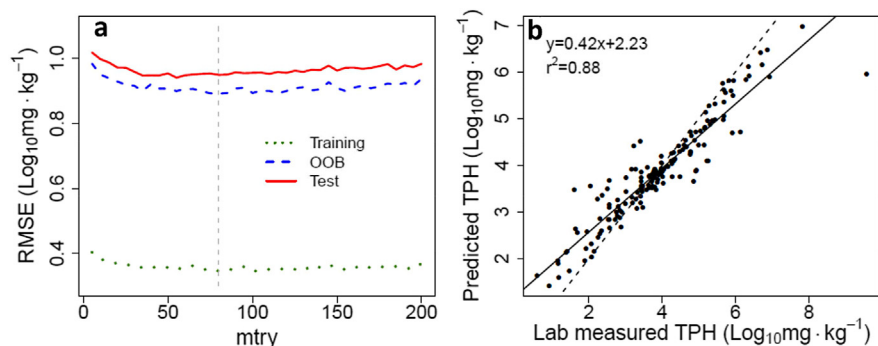 a
RMSE (Log₁₀mg · kg⁻¹)
1.0
0.8
0.6
0.4
Training
OOB
Test
0
50
100
150
200
mtry
b
y=0.42x+2.23
r²=0.88
Predicted TPH (Log₁₀mg · kg⁻¹)
7
6
5
4
3
2
2
4
6
8
Lab measured TPH (Log₁₀mg · kg⁻¹)